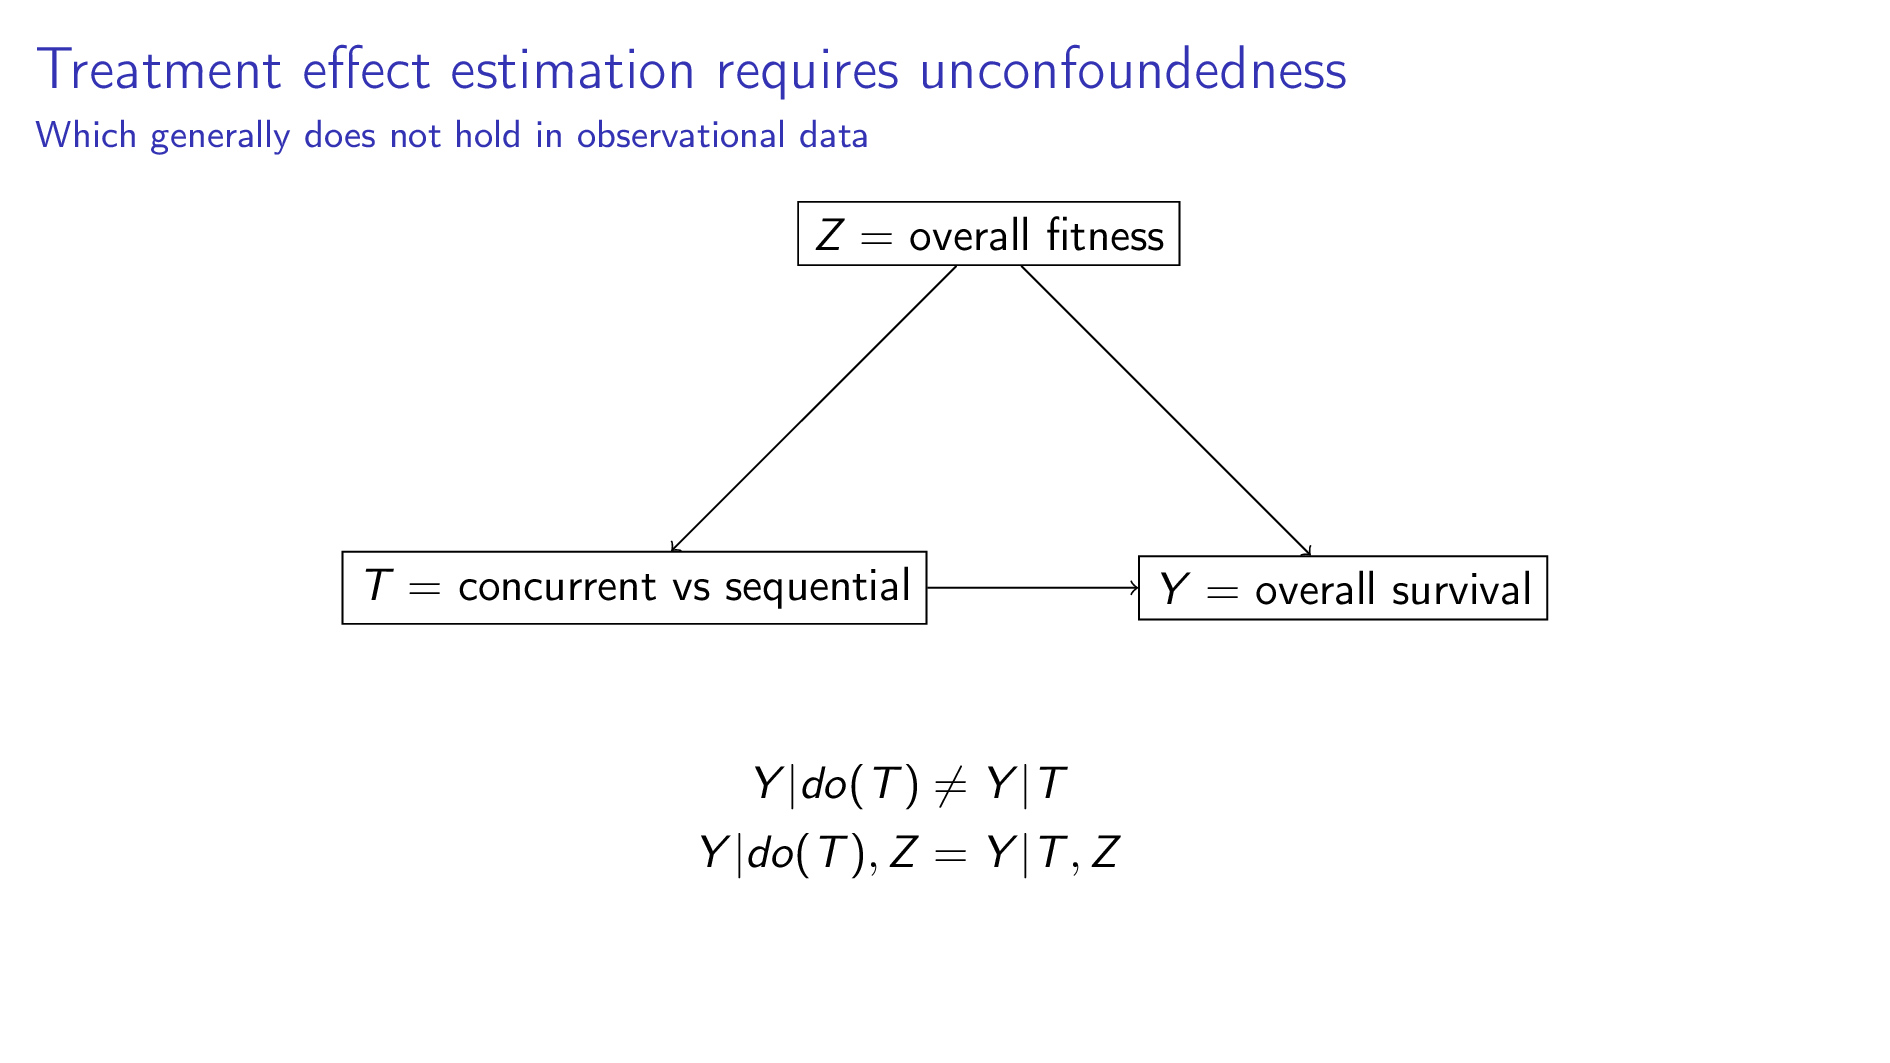 Treatment effect estimation requires unconfoundedness
Which generally does not hold in observational data
Z = overall fitness
T = concurrent vs sequential
Y = overall survival
Y|do(T) ≠ Y|T
Y|do(T), Z = Y|T, Z